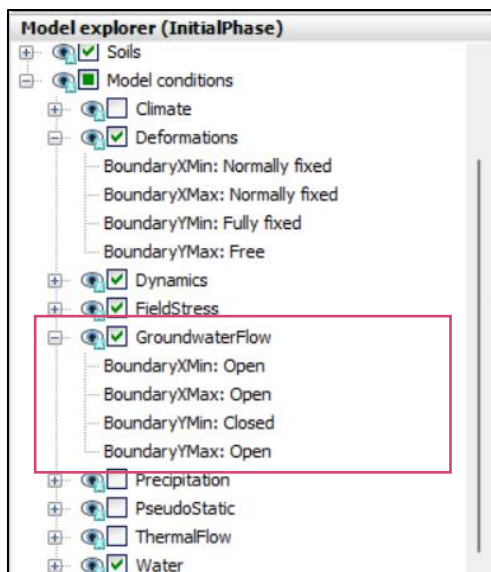 Model explorer (InitialPhase)
Soils
Model conditions
Climate
Deformations
BoundaryXMin: Normally fixed
BoundaryXMax: Normally fixed
BoundaryYMin: Fully fixed
BoundaryYMax: Free
Dynamics
FieldStress
GroundwaterFlow
BoundaryXMin: Open
BoundaryXMax: Open
BoundaryYMin: Closed
BoundaryYMax: Open
Precipitation
PseudoStatic
ThermalFlow
Water